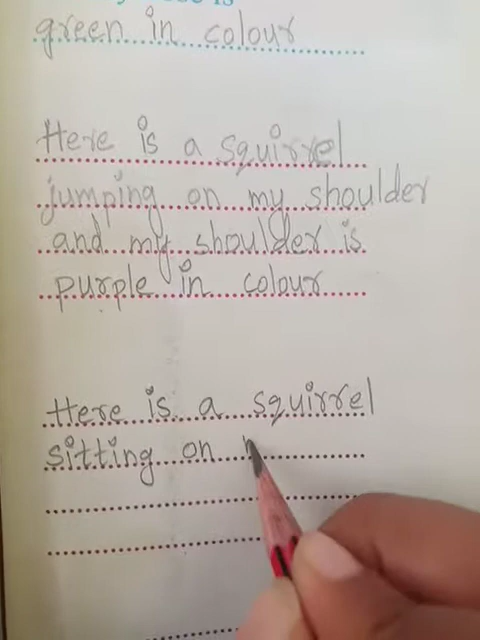 green in colour
Here is a squirrel
jumping on my shoulder
and my shoulder is
purple in colour
Here is a squirrel
sitting on